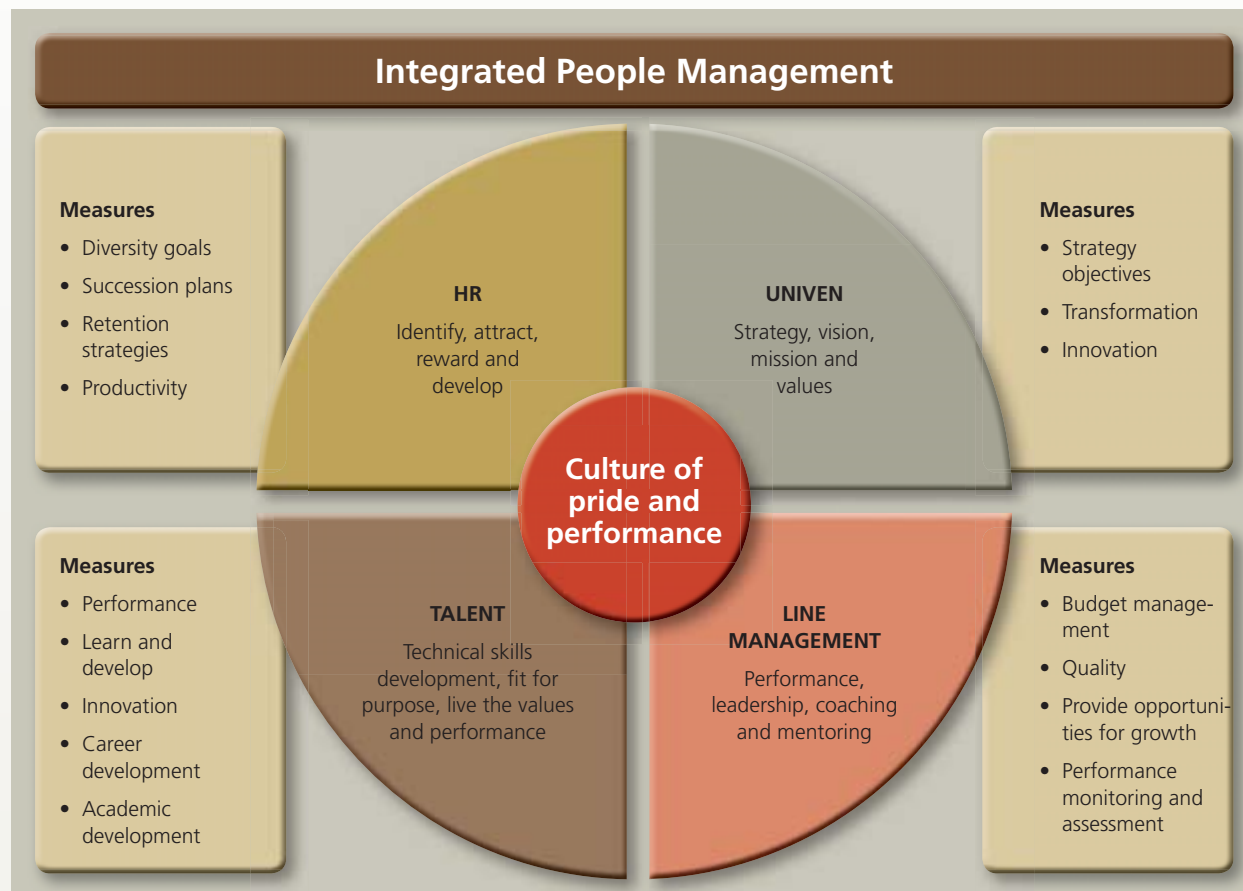 Integrated People Management
Measures
• Diversity goals
• Succession plans
• Retention
strategies
• Productivity
HR
Identify, attract,
reward and
develop
UNIVEN
Strategy, vision,
mission and
values
Measures
• Strategy
objectives
• Transformation
• Innovation
Culture of
pride and
performance
Measures
• Performance
• Learn and
develop
• Innovation
• Career
development
• Academic
development
TALENT
Technical skills
development, fit for
purpose, live the values
and performance
LINE
MANAGEMENT
Performance,
leadership, coaching
and mentoring
Measures
• Budget manage-
ment
• Quality
• Provide opportuni-
ties for growth
• Performance
monitoring and
assessment